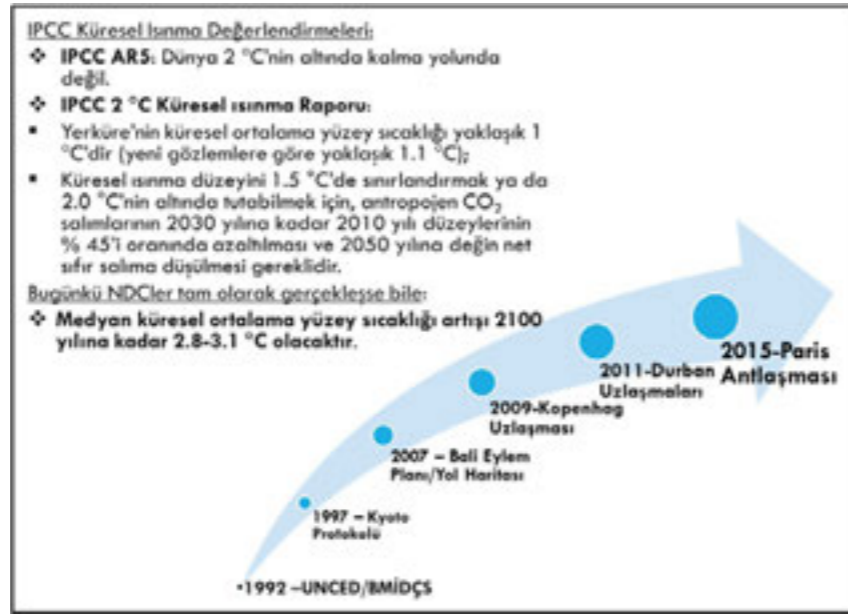 IPCC Küresel Isınma Değerlendirmeleri:
❖ IPCC AR5: Dünya 2 °C'nin altında kalma yolunda
değil.
❖ IPCC 2 °C Küresel ısınma Raporu:
▪ Yerküre'nin küresel ortalama yüzey sıcaklığı yaklaşık 1
°C'dir (yeni gözlemlere göre yaklaşık 1.1 °C);
▪ Küresel ısınma düzeyini 1.5 °C'de sınırlandırmak ya da
2.0 °C'nin altında tutabilmek için, antropojen CO₂
salımlarının 2030 yılına kadar 2010 yılı düzeylerinin
% 45'i oranında azaltılması ve 2050 yılına değin net
sıfır salıma düşülmesi gereklidir.
Bugünkü NDCler tam olarak gerçekleşse bile:
❖ Medyan küresel ortalama yüzey sıcaklığı artışı 2100
yılına kadar 2.8-3.1 °C olacaktır.
2015-Paris
Antlaşması
2011-Durban
Uzlaşmaları
2009-Kopenhag
Uzlaşması
2007 – Bali Eylem
Planı/Yol Haritası
1997 – Kyoto
Protokolü
•1992 –UNCED/BMİDÇS